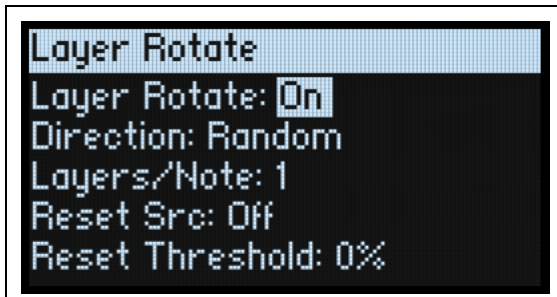 Layer Rotate
Layer Rotate: On
Direction: Random
Layers/Note: 1
Reset Src: Off
Reset Threshold: 0%